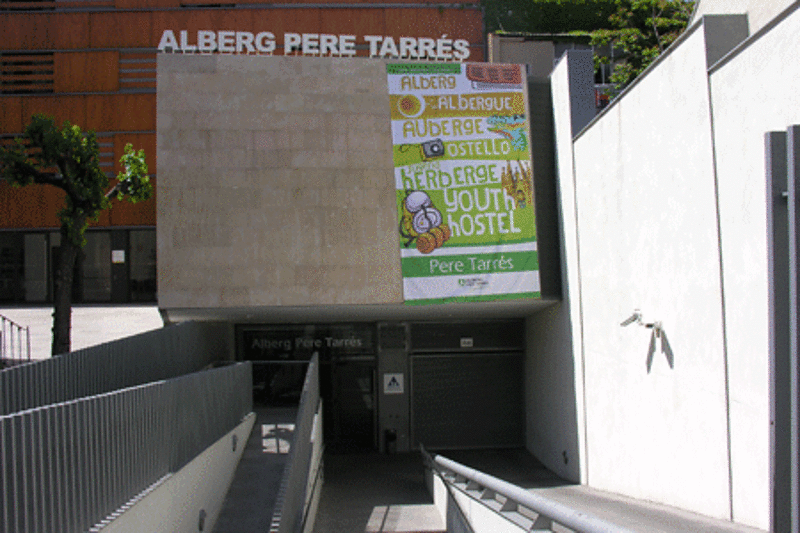 ALBERG PERE TARRÉS
ALBERG
ALBERGUE
AUBERGE
OSTELLO
hERBERGE
YOUTH
hOSTEL
Pere Tarrés
Alberg Pere Tarrés